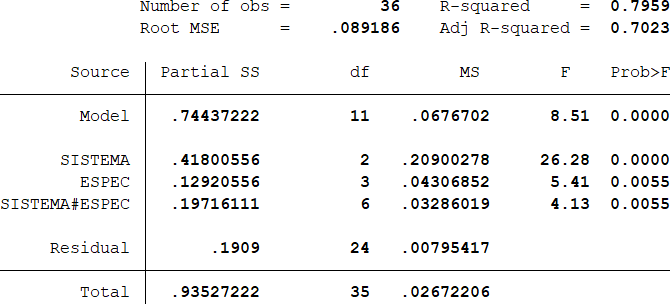 Number of obs =         36    R-squared     =  0.7959
Root MSE      =    .089186    Adj R-squared =  0.7023
Source | Partial SS         df         MS        F    Prob>F
Model | .74437222         11    .0676702     8.51  0.0000
SISTEMA | .41800556          2   .20900278    26.28  0.0000
ESPEC | .12920556          3   .04306852     5.41  0.0055
SISTEMA#ESPEC | .19716111          6   .03286019     4.13  0.0055
Residual | .1909         24   .00795417
Total | .93527222         35   .02672206